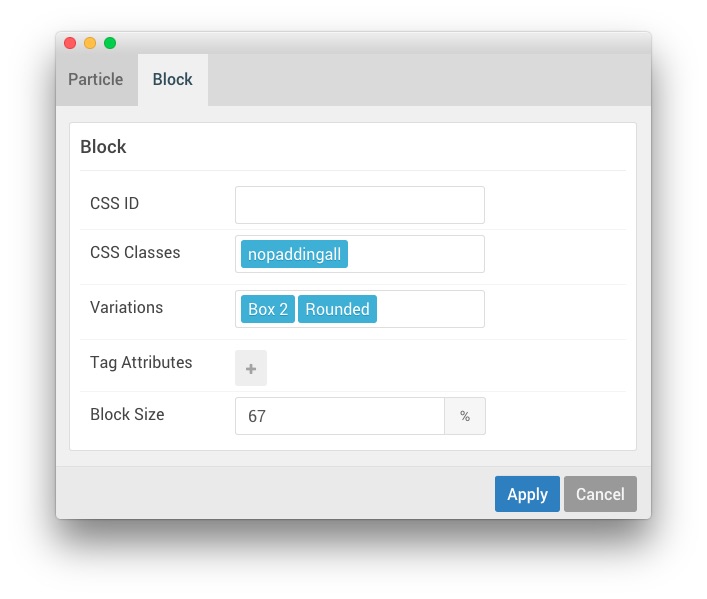 Particle Block
Block
CSS ID
CSS Classes nopaddingall
Variations Box 2 Rounded
Tag Attributes +
Block Size 67 %
Apply Cancel